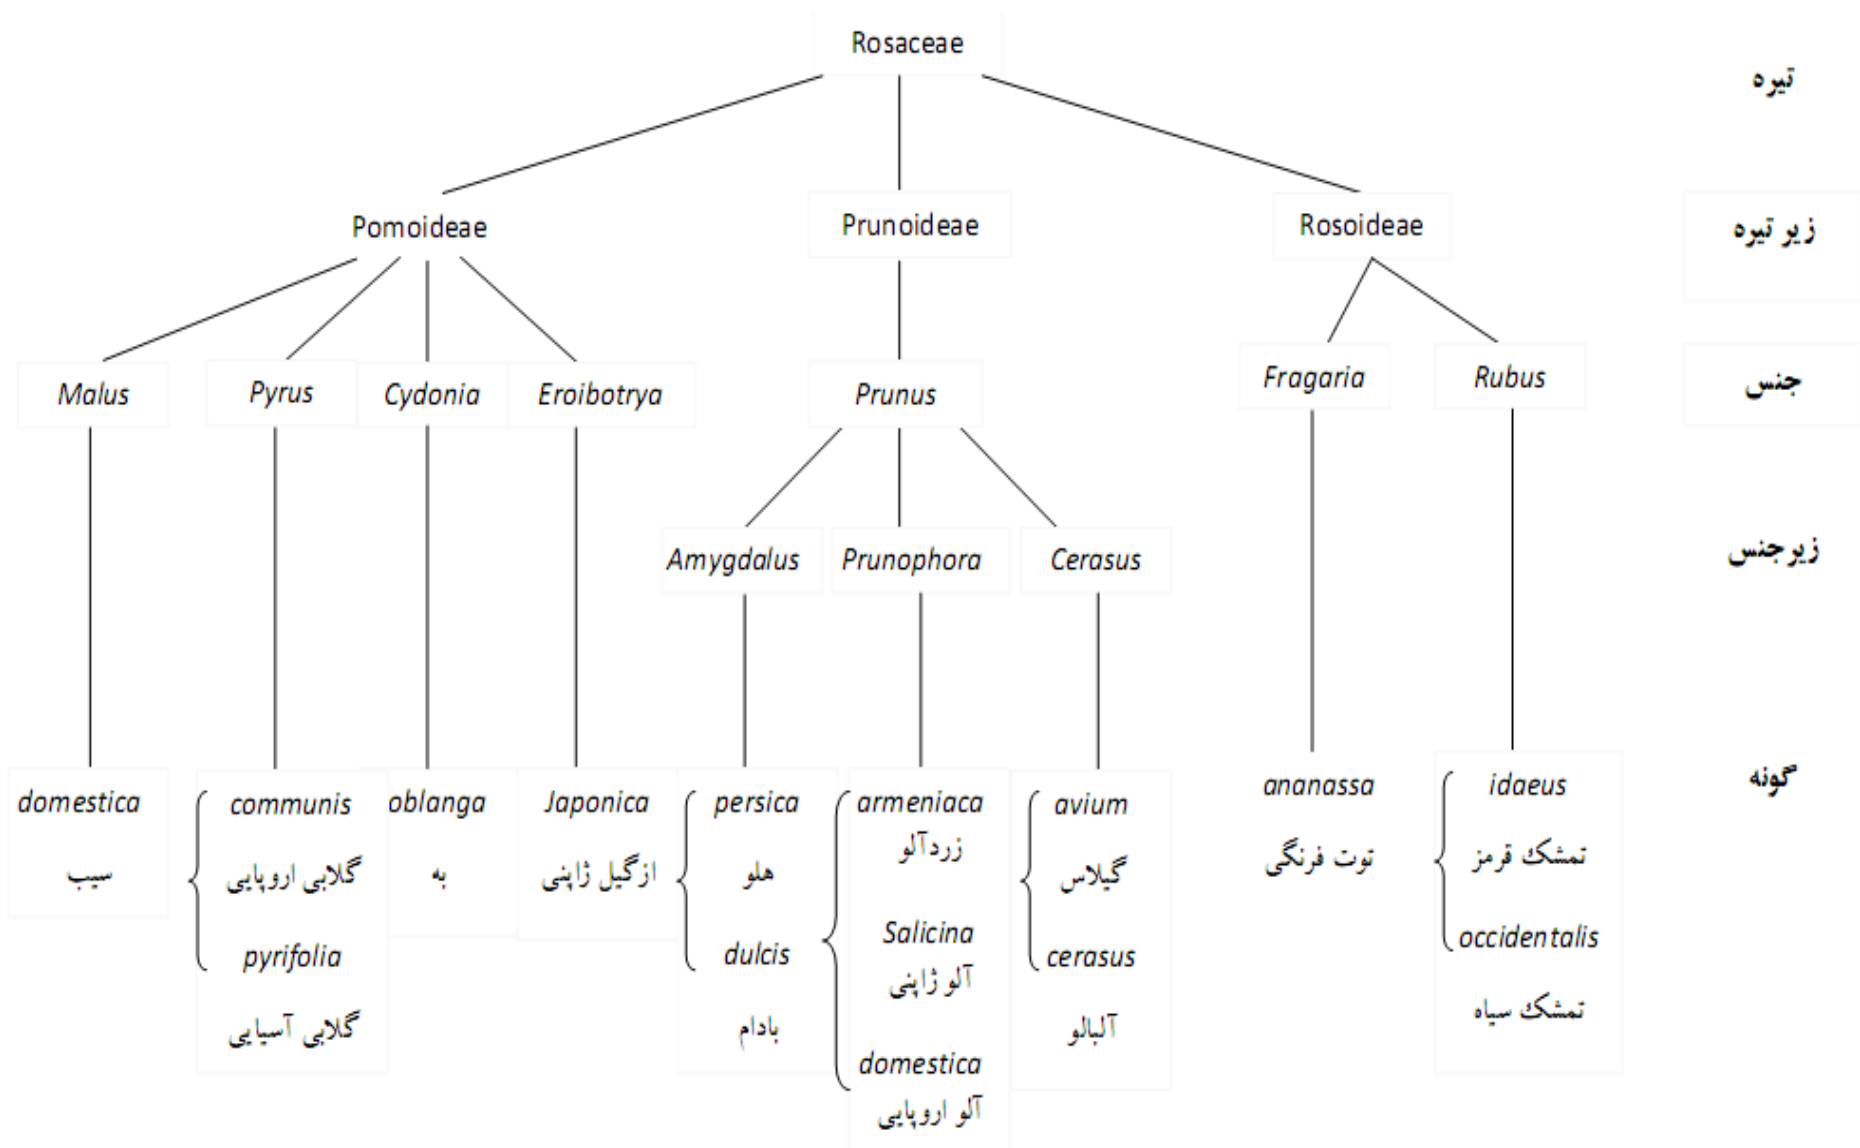 Rosaceae
تیره
Pomoideae
Prunoideae
Rosoideae
زیر تیره
Malus
Pyrus
Cydonia
Eroibotrya
Prunus
Fragaria
Rubus
جنس
Amygdalus
Prunophora
Cerasus
زیرجنس
domestica
سیب
communis
گلابی اروپایی
pyrifolia
گلابی آسیایی
oblanga
به
Japonica
ازگیل ژاپنی
persica
هلو
dulcis
بادام
armeniaca
زردآلو
Salicina
آلو ژاپنی
domestica
آلو اروپایی
avium
گیلاس
cerasus
آلبالو
ananassa
توت فرنگی
idaeus
تمشک قرمز
occidentalis
تمشک سیاه
گونه